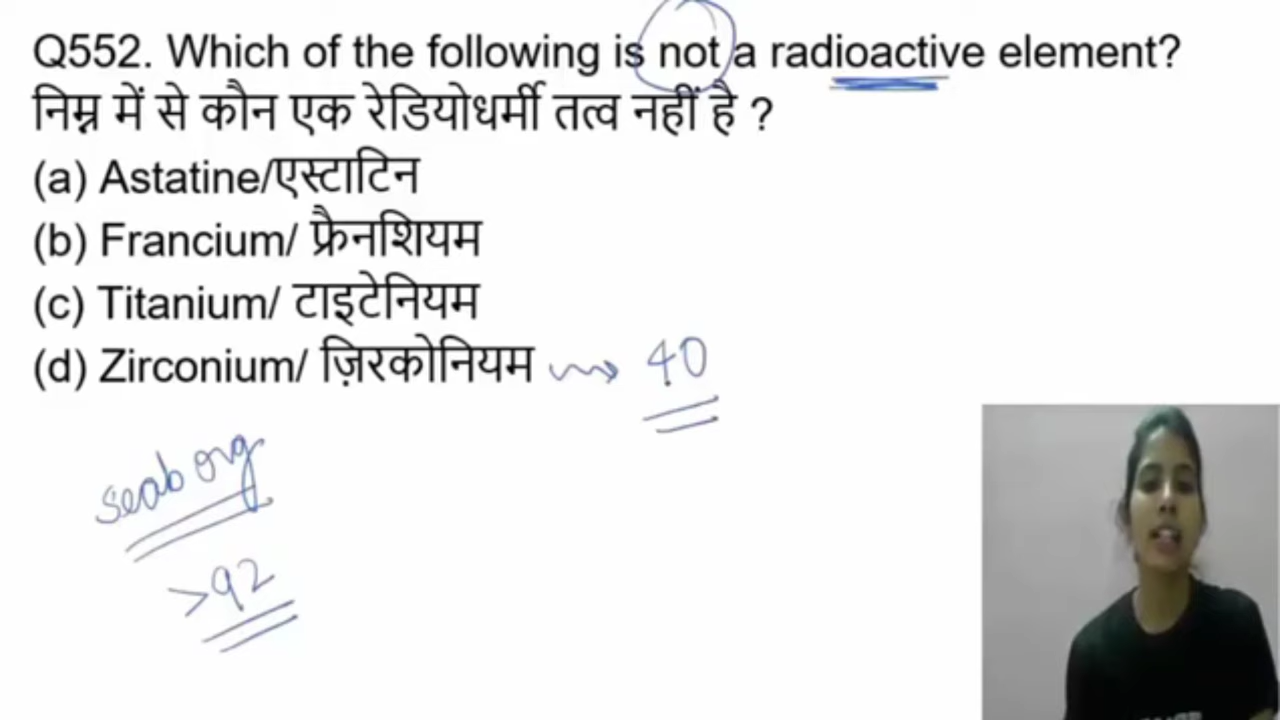 Q552. Which of the following is not a radioactive element?
निम्न में से कौन एक रेडियोधर्मी तत्व नहीं है ?
(a) Astatine/एस्टाटिन
(b) Francium/ फ्रैनशियम
(c) Titanium/ टाइटेनियम
(d) Zirconium/ ज़िरकोनियम 40
seaborg
>92